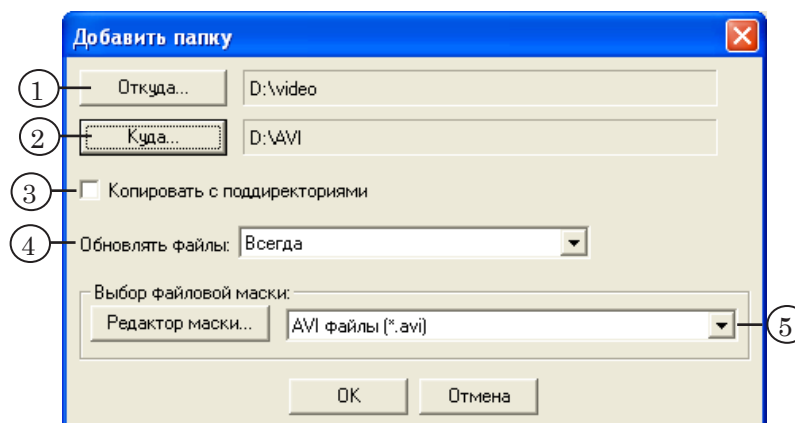 Добавить папку
1 Откуда... D:\video
2 Куда... D:\AVI
3 Копировать с поддиректориями
4 Обновлять файлы: Всегда
Выбор файловой маски:
Редактор маски... AVI файлы (*.avi) 5
OK Отмена